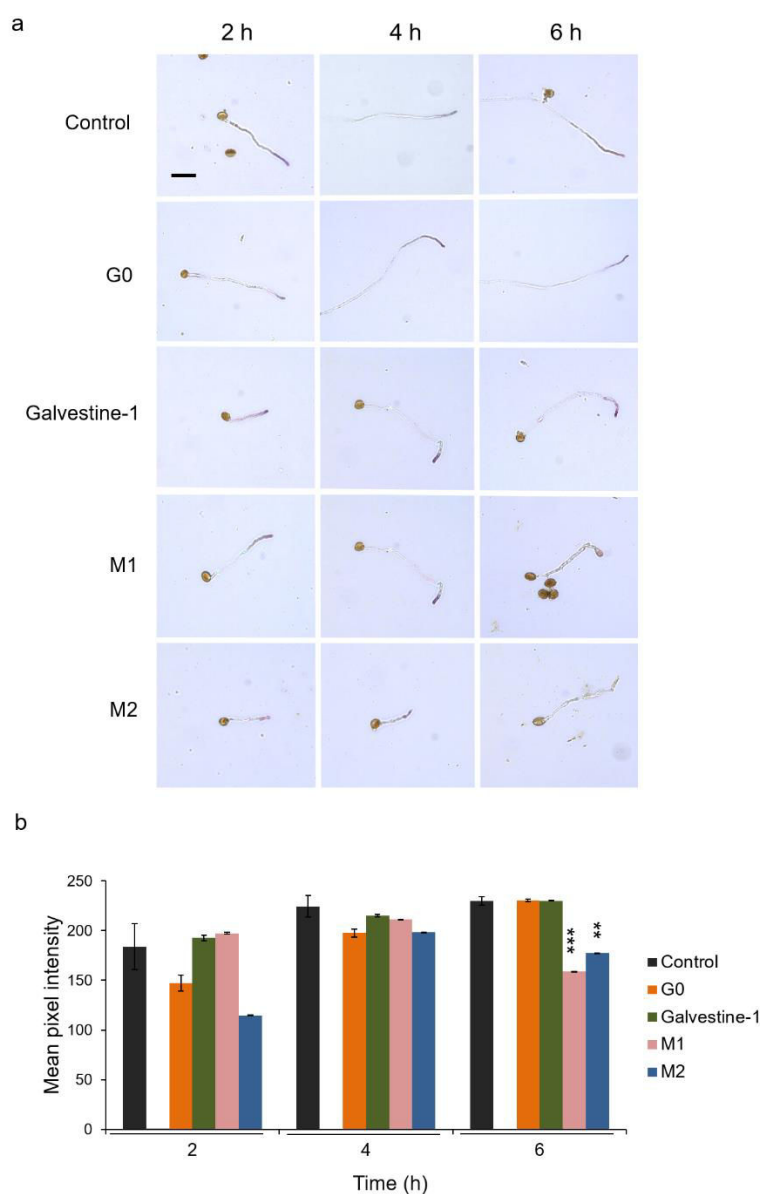 a
2 h 4 h 6 h
Control
G0
Galvestine-1
M1
M2
b
Mean pixel intensity
250
200
150
100
50
0
*** **
2 4 6
Time (h)
Control
G0
Galvestine-1
M1
M2